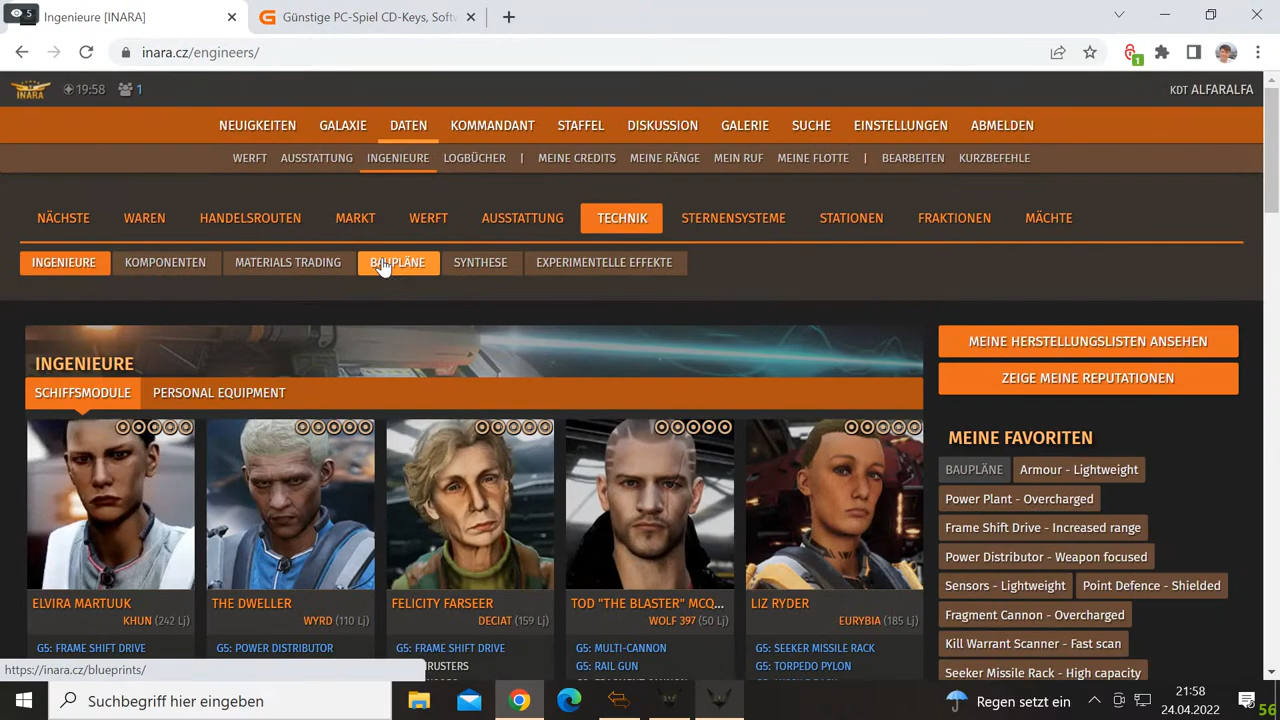 5 Ingenieure [INARA]
Günstige PC-Spiel CD-Keys, Softw
inara.cz/engineers/
1
INARA 19:58 1 KDT ALFARALFA
NEUIGKEITEN GALAXIE DATEN KOMMANDANT STAFFEL DISKUSSION GALERIE SUCHE EINSTELLUNGEN ABMELDEN
WERFT AUSSTATTUNG INGENIEURE LOGBÜCHER | MEINE CREDITS MEINE RÄNGE MEIN RUF MEINE FLOTTE | BEARBEITEN KURZBEFEHLE
NÄCHSTE WAREN HANDELSROUTEN MARKT WERFT AUSSTATTUNG TECHNIK STERNENSYSTEME STATIONEN FRAKTIONEN MÄCHTE
INGENIEURE KOMPONENTEN MATERIALS TRADING BAUPLÄNE SYNTHESE EXPERIMENTELLE EFFEKTE
INGENIEURE
SCHIFFSMODULE PERSONAL EQUIPMENT
ELVIRA MARTUUK
KHUN (242 Lj)
G5: FRAME SHIFT DRIVE
THE DWELLER
WYRD (110 Lj)
G5: POWER DISTRIBUTOR
FELICITY FARSEER
DECIAT (159 Lj)
G5: FRAME SHIFT DRIVE
TOD "THE BLASTER" MCQ...
WOLF 397 (50 Lj)
G5: MULTI-CANNON
G5: RAIL GUN
LIZ RYDER
EURYBIA (185 Lj)
G5: SEEKER MISSILE RACK
G5: TORPEDO PYLON
MEINE HERSTELLUNGSLISTEN ANSEHEN
ZEIGE MEINE REPUTATIONEN
MEINE FAVORITEN
BAUPLÄNE Armour - Lightweight
Power Plant - Overcharged
Frame Shift Drive - Increased range
Power Distributor - Weapon focused
Sensors - Lightweight Point Defence - Shielded
Fragment Cannon - Overcharged
Kill Warrant Scanner - Fast scan
Seeker Missile Rack - High capacity
https://inara.cz/blueprints/
Suchbegriff hier eingeben
Regen setzt ein
21:58
24.04.2022
56